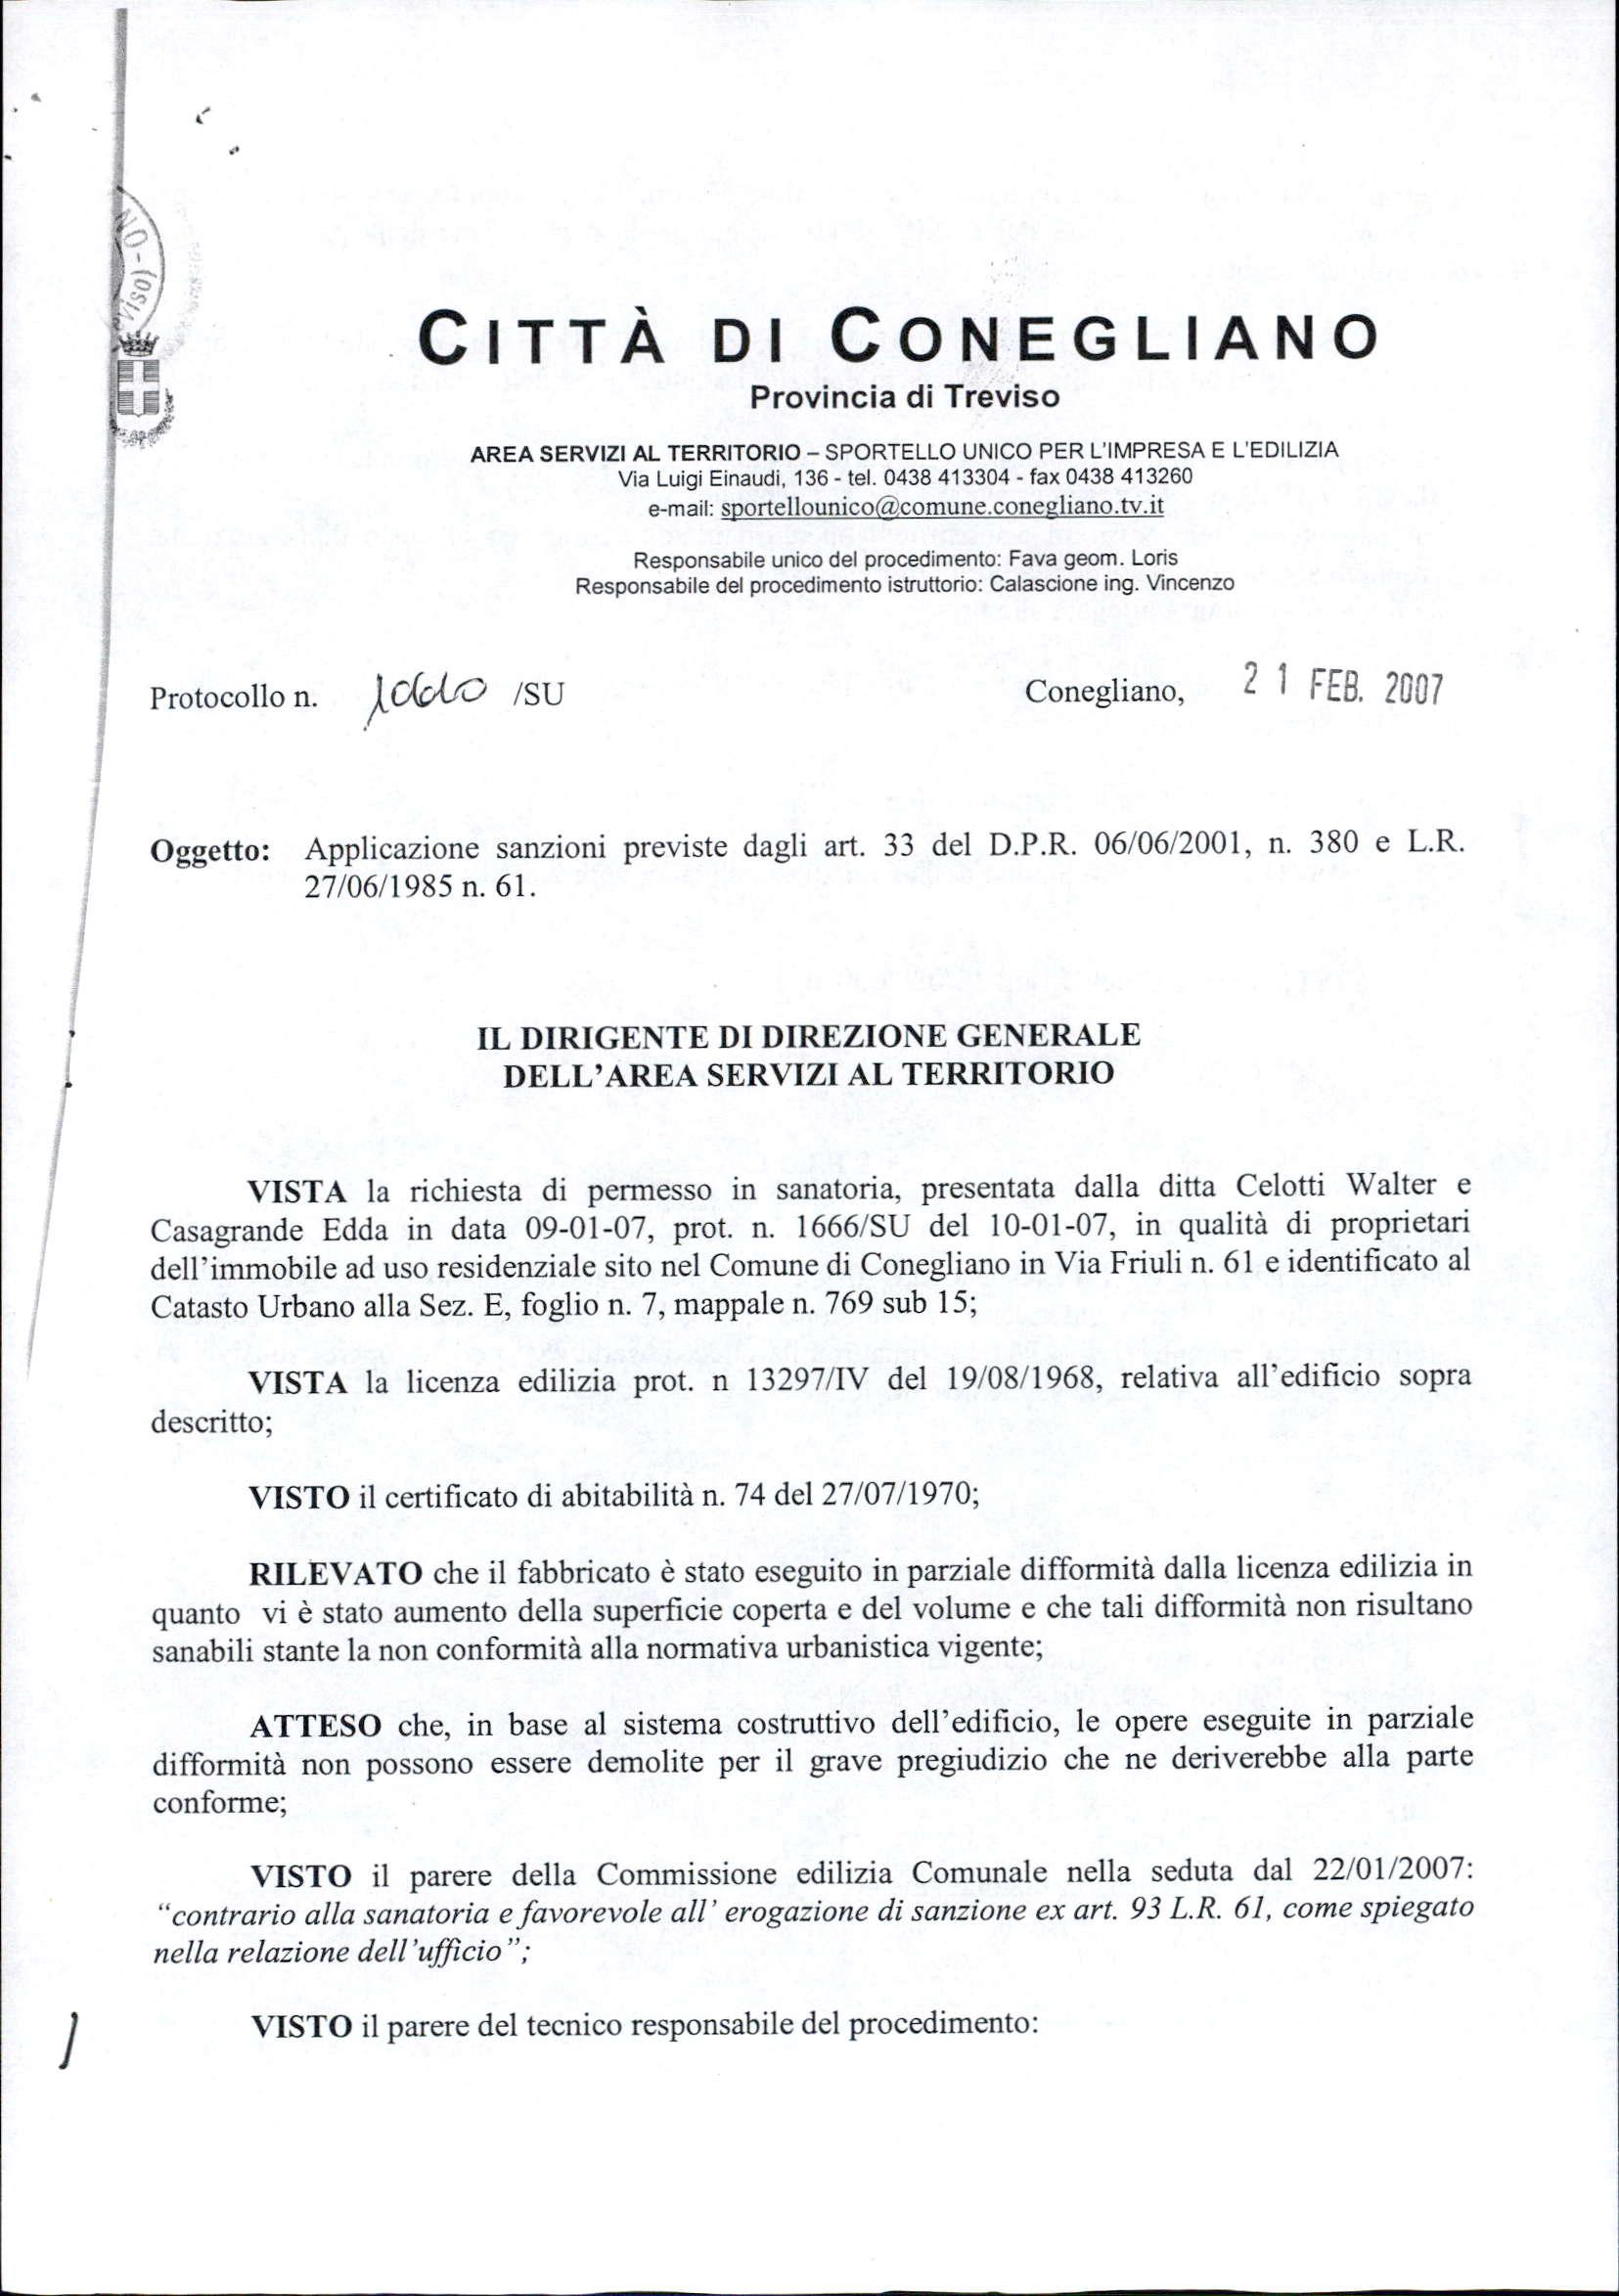 NO - (
viso)
CITTÀ DI CONEGLIANO
Provincia di Treviso
AREA SERVIZI AL TERRITORIO – SPORTELLO UNICO PER L'IMPRESA E L'EDILIZIA
Via Luigi Einaudi, 136 - tel. 0438 413304 - fax 0438 413260
e-mail: sportellounico@comune.conegliano.tv.it
Responsabile unico del procedimento: Fava geom. Loris
Responsabile del procedimento istruttorio: Calascione ing. Vincenzo
Protocollo n. /SU Conegliano, 21 FEB. 2007
Oggetto: Applicazione sanzioni previste dagli art. 33 del D.P.R. 06/06/2001, n. 380 e L.R.
27/06/1985 n. 61.
IL DIRIGENTE DI DIREZIONE GENERALE
DELL'AREA SERVIZI AL TERRITORIO
VISTA la richiesta di permesso in sanatoria, presentata dalla ditta Celotti Walter e
Casagrande Edda in data 09-01-07, prot. n. 1666/SU del 10-01-07, in qualità di proprietari
dell'immobile ad uso residenziale sito nel Comune di Conegliano in Via Friuli n. 61 e identificato al
Catasto Urbano alla Sez. E, foglio n. 7, mappale n. 769 sub 15;
VISTA la licenza edilizia prot. n 13297/IV del 19/08/1968, relativa all'edificio sopra
descritto;
VISTO il certificato di abitabilità n. 74 del 27/07/1970;
RILEVATO che il fabbricato è stato eseguito in parziale difformità dalla licenza edilizia in
quanto vi è stato aumento della superficie coperta e del volume e che tali difformità non risultano
sanabili stante la non conformità alla normativa urbanistica vigente;
ATTESO che, in base al sistema costruttivo dell'edificio, le opere eseguite in parziale
difformità non possono essere demolite per il grave pregiudizio che ne deriverebbe alla parte
conforme;
VISTO il parere della Commissione edilizia Comunale nella seduta dal 22/01/2007:
"contrario alla sanatoria e favorevole all' erogazione di sanzione ex art. 93 L.R. 61, come spiegato
nella relazione dell'ufficio";
VISTO il parere del tecnico responsabile del procedimento: